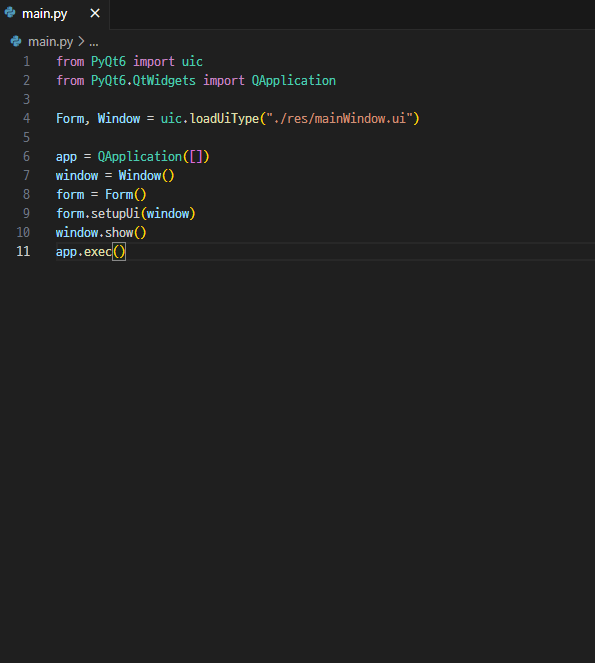 main.py ×
main.py > ...
1 from PyQt6 import uic
2 from PyQt6.QtWidgets import QApplication
3
4 Form, Window = uic.loadUiType("./res/mainWindow.ui")
5
6 app = QApplication([])
7 window = Window()
8 form = Form()
9 form.setupUi(window)
10 window.show()
11 app.exec()